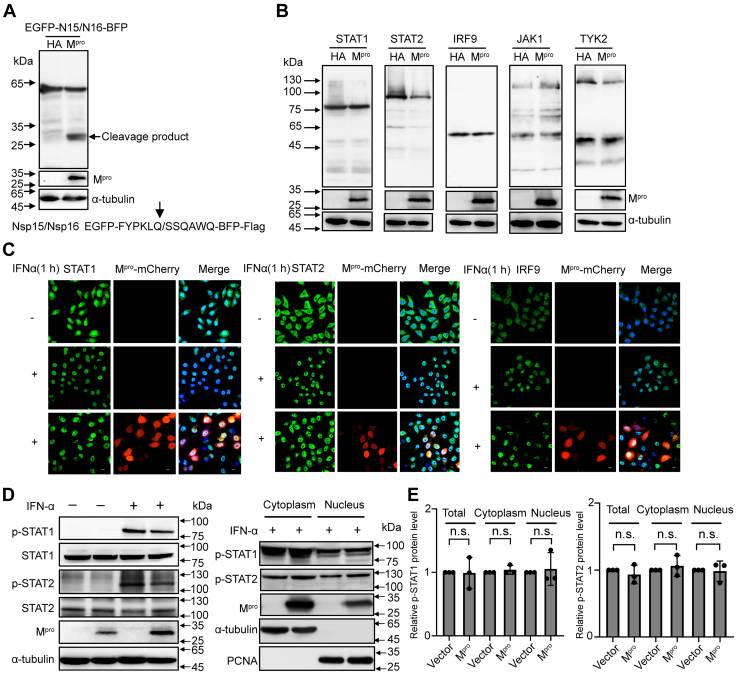 A
EGFP-N15/N16-BFP
HA Mpro
kDa
65
35
25
Cleavage product
35
25
Mpro
65
45
α-tubulin
Nsp15/Nsp16 EGFP-FYPKLQ/SSQAWQ-BFP-Flag
B
STAT1 STAT2 IRF9 JAK1 TYK2
HA Mpro HA Mpro HA Mpro HA Mpro HA Mpro
kDa
130
100
75
65
45
35
25
Mpro
65
45
α-tubulin
C
IFNα(1 h) STAT1 Mpro-mCherry Merge
-
+
+
IFNα(1 h) STAT2 Mpro-mCherry Merge
-
+
+
IFNα(1 h) IRF9 Mpro-mCherry Merge
-
+
+
D
IFN-α − − + + kDa
p-STAT1
100
75
STAT1
100
75
p-STAT2
130
100
STAT2
130
100
Mpro
35
25
α-tubulin
65
45
Cytoplasm Nucleus
IFN-α + + + + kDa
p-STAT1
100
75
p-STAT2
130
100
Mpro
35
25
α-tubulin
65
45
PCNA
35
25
E
Relative p-STAT1 protein level
Total Cytoplasm Nucleus
n.s. n.s. n.s.
2
1
0
Vector Mpro Vector Mpro Vector Mpro
Relative p-STAT2 protein level
Total Cytoplasm Nucleus
n.s. n.s. n.s.
2
1
0
Vector Mpro Vector Mpro Vector Mpro